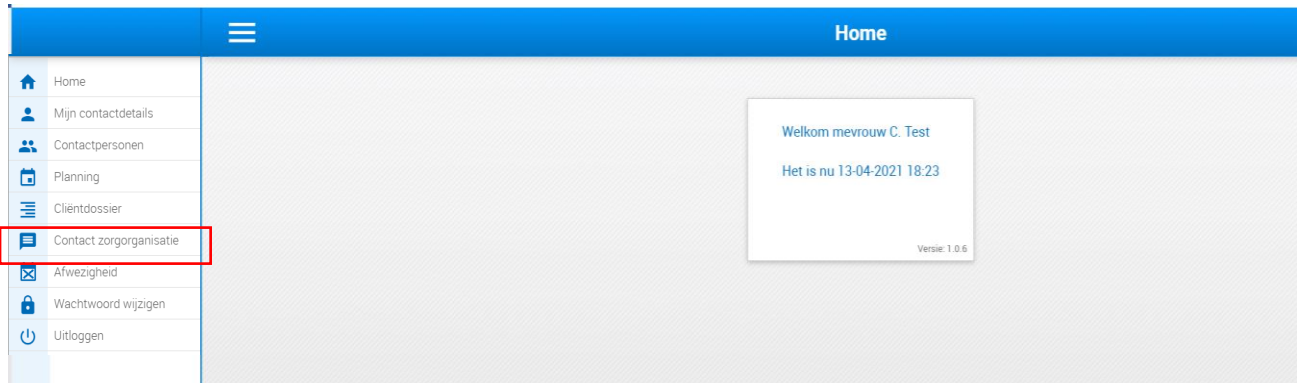 Home
Home
Mijn contactdetails
Contactpersonen
Planning
Cliëntdossier
Contact zorgorganisatie
Afwezigheid
Wachtwoord wijzigen
Uitloggen
Welkom mevrouw C. Test
Het is nu 13-04-2021 18:23
Versie: 1.0.6